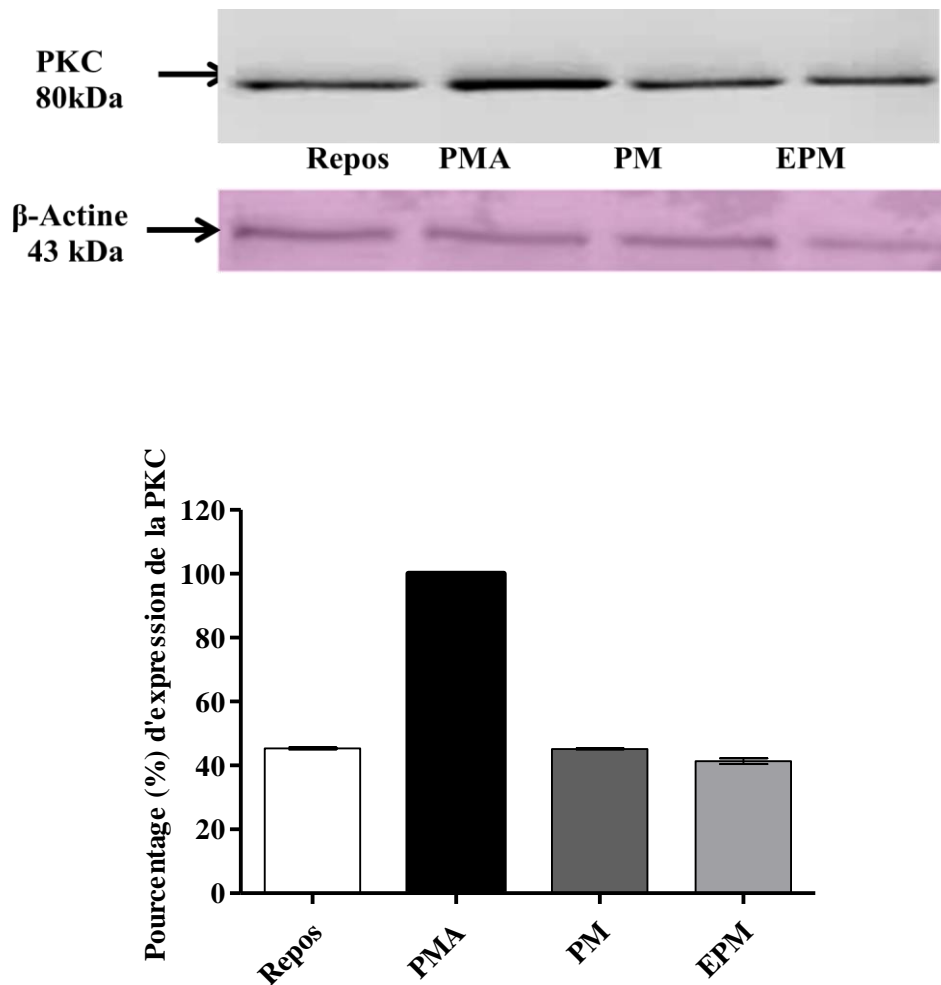 PKC
80kDa
Repos PMA PM EPM
β-Actine
43 kDa
Pourcentage (%) d'expression de la PKC
120
100
80
60
40
20
0
Repos
PMA
PM
EPM